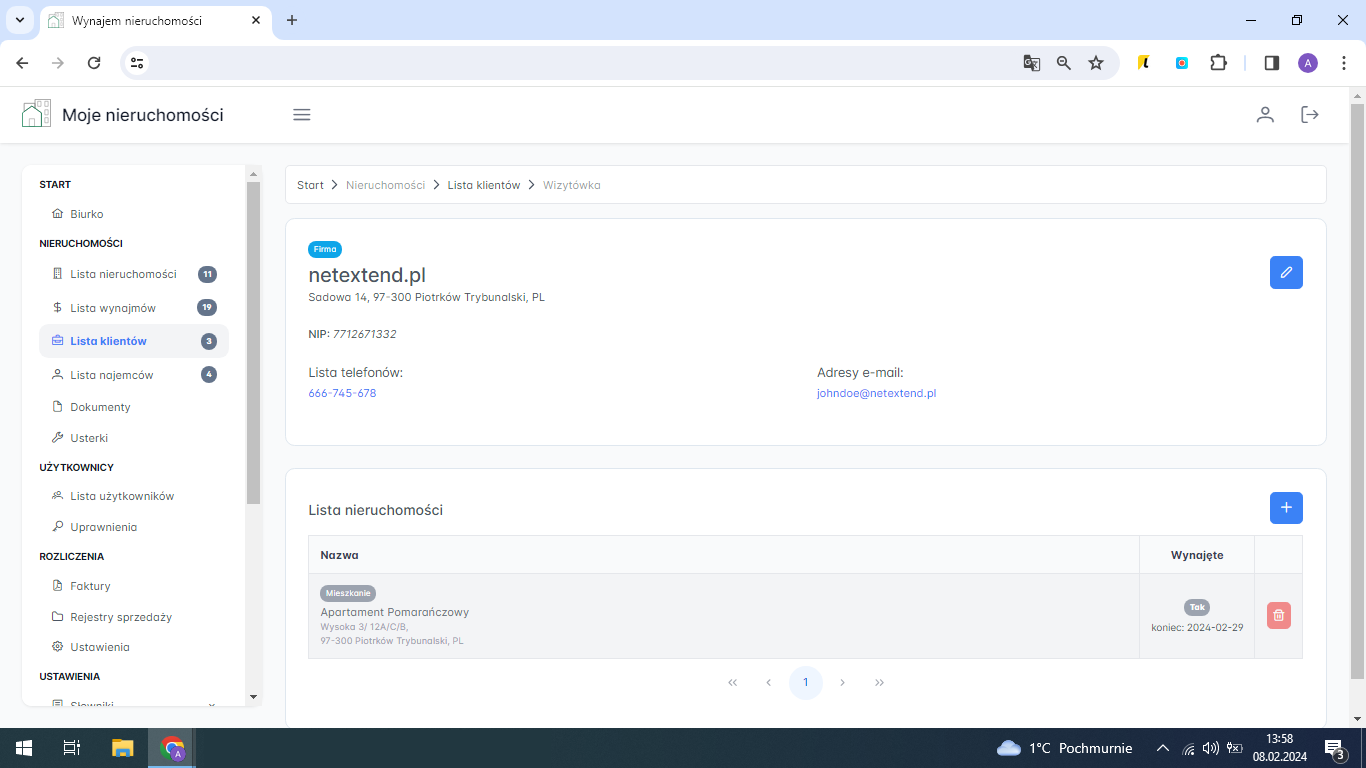 Wynajem nieruchomości
A
Moje nieruchomości
START
Biurko
NIERUCHOMOŚCI
Lista nieruchomości 11
Lista wynajmów 19
Lista klientów 3
Lista najemców 4
Dokumenty
Usterki
UŻYTKOWNICY
Lista użytkowników
Uprawnienia
ROZLICZENIA
Faktury
Rejestry sprzedaży
Ustawienia
USTAWIENIA
Słowniki
Start > Nieruchomości > Lista klientów > Wizytówka
Firma
netextend.pl
Sadowa 14, 97-300 Piotrków Trybunalski, PL
NIP: 7712671332
Lista telefonów:
666-745-678
Adresy e-mail:
johndoe@netextend.pl
Lista nieruchomości
Nazwa Wynajęte
Mieszkanie
Apartament Pomarańczowy
Wysoka 3/ 12A/C/B,
97-300 Piotrków Trybunalski, PL
Tak
koniec: 2024-02-29
« ‹ 1 › »
A
1°C Pochmurnie
13:58
08.02.2024
3